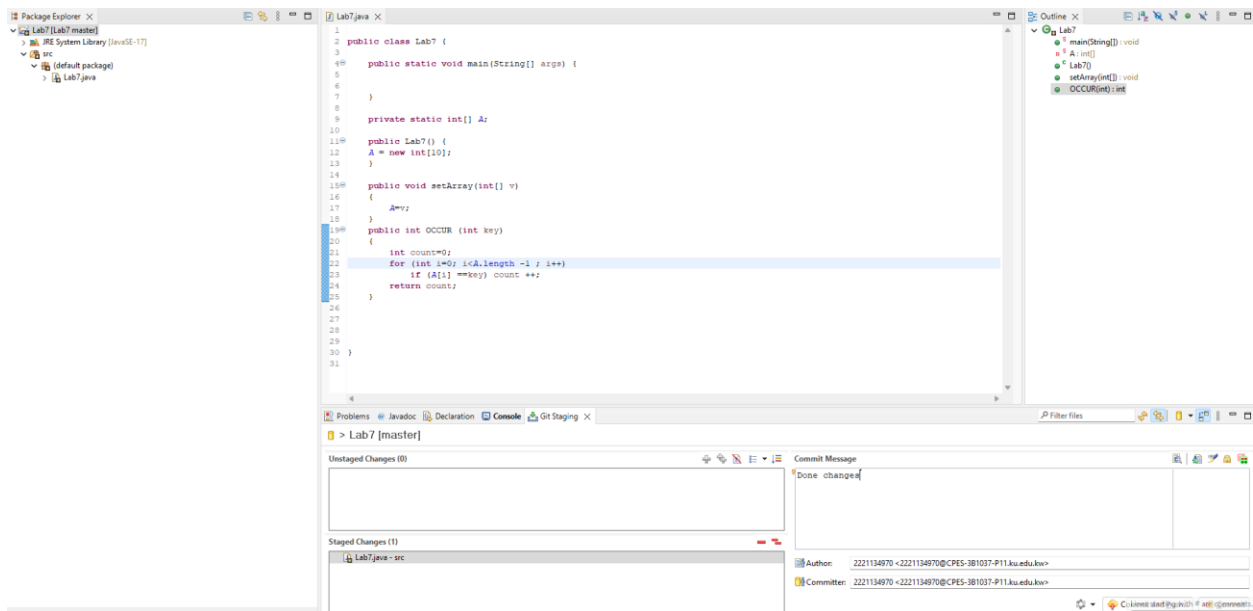 Package Explorer
Lab7 [Lab7 master]
JRE System Library [JavaSE-17]
src
(default package)
Lab7.java
Lab7.java
1
2 public class Lab7 {
3
4 public static void main(String[] args) {
5
6
7 }
8
9 private static int[] A;
10
11 public Lab7() {
12 A = new int[10];
13 }
14
15 public void setArray(int[] v)
16 {
17 A=v;
18 }
19 public int OCCUR (int key)
20 {
21 int count=0;
22 for (int i=0; i<A.length -1 ; i++)
23 if (A[i] ==key) count ++;
24 return count;
25 }
26
27
28
29
30 }
31
Outline
Lab7
main(String[]) : void
A : int[]
Lab7()
setArray(int[]) : void
OCCUR(int) : int
Problems Javadoc Declaration Console Git Staging
Filter files
> Lab7 [master]
Unstaged Changes (0)
Staged Changes (1)
Lab7.java - src
Commit Message
Done changes
Author: 2221134970 <2221134970@CPES-3B1037-P11.ku.edu.kw>
Committer: 2221134970 <2221134970@CPES-3B1037-P11.ku.edu.kw>